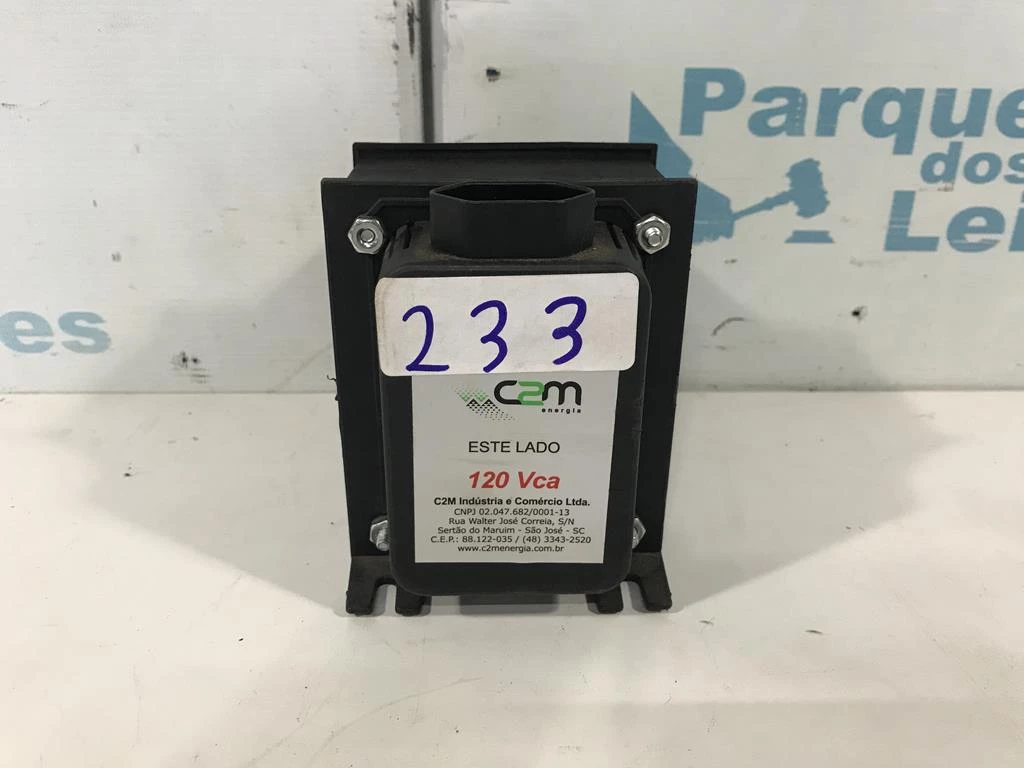 Parque
dos
Lei
es
233
C2M
energia
ESTE LADO
120 Vca
C2M Indústria e Comércio Ltda.
CNPJ 02.047.682/0001-13
Rua Walter José Correia, S/N
Sertão do Maruim - São José - SC
C.E.P.: 88.122-035 / (48) 3343-2520
www.c2menergia.com.br